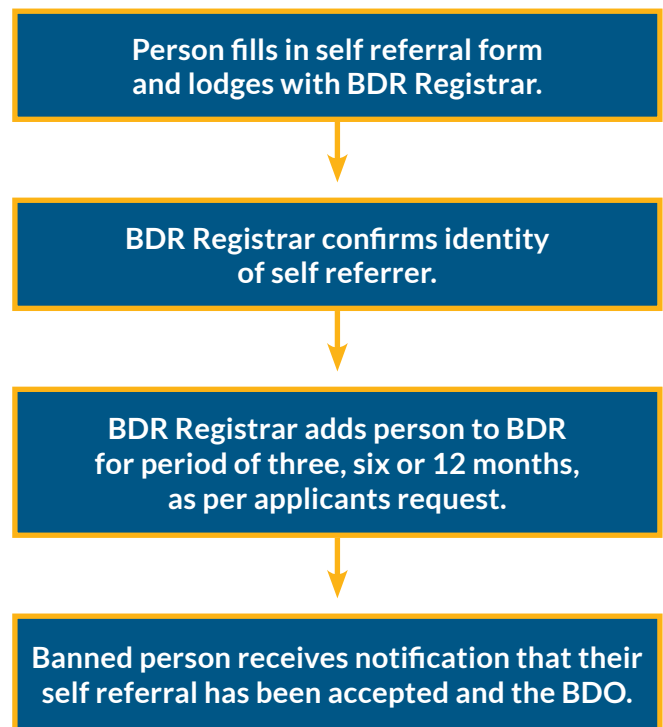 Person fills in self referral form
and lodges with BDR Registrar.
BDR Registrar confirms identity
of self referrer.
BDR Registrar adds person to BDR
for period of three, six or 12 months,
as per applicants request.
Banned person receives notification that their
self referral has been accepted and the BDO.